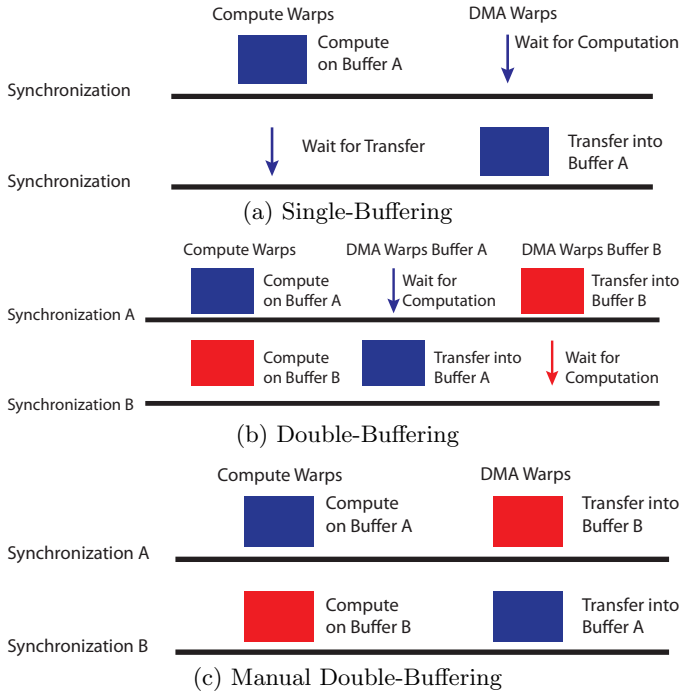 Compute Warps
DMA Warps
Compute
on Buffer A
Wait for Computation
Synchronization
Wait for Transfer
Transfer into
Buffer A
Synchronization
(a) Single-Buffering
Compute Warps
DMA Warps Buffer A
DMA Warps Buffer B
Compute
on Buffer A
Wait for
Computation
Transfer into
Buffer B
Synchronization A
Compute
on Buffer B
Transfer into
Buffer A
Wait for
Computation
Synchronization B
(b) Double-Buffering
Compute Warps
DMA Warps
Compute
on Buffer A
Transfer into
Buffer B
Synchronization A
Compute
on Buffer B
Transfer into
Buffer A
Synchronization B
(c) Manual Double-Buffering